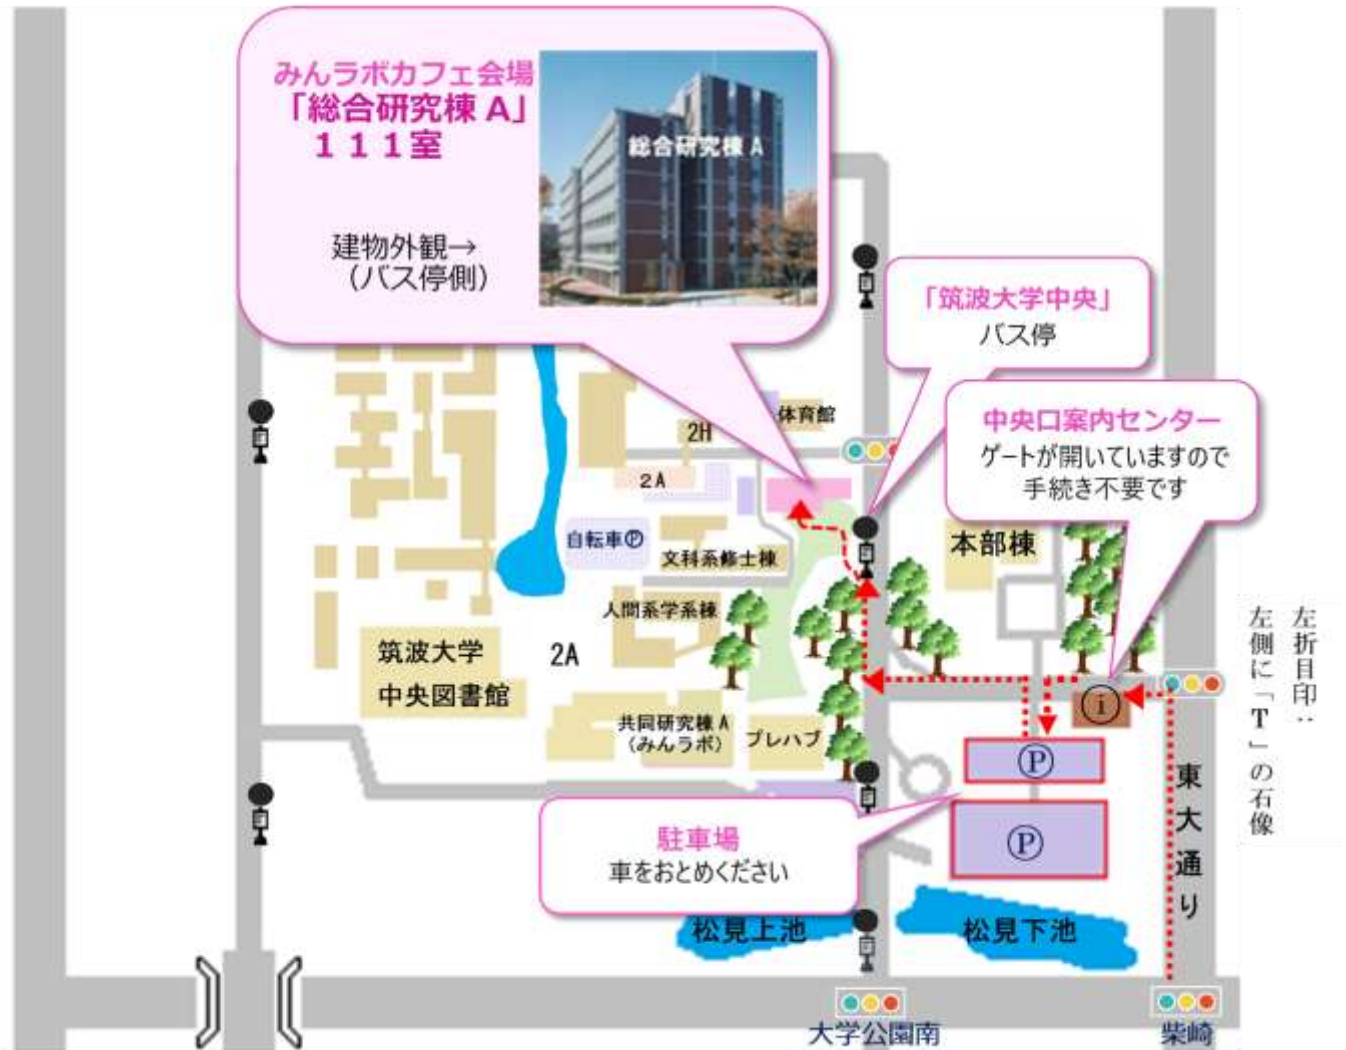 みんラボカフェ会場
「総合研究棟 A」
１１１室
建物外観→
（バス停側）
総合研究棟 A
「筑波大学中央」
バス停
中央口案内センター
ゲートが開いていますので
手続き不要です
体育館
2H
２A
自転車Ⓟ
文科系修士棟
本部棟
人間系学系棟
筑波大学
中央図書館
2A
共同研究棟 A
（みんラボ）
プレハブ
i
Ⓟ
Ⓟ
駐車場
車をおとめください
東大通り
左折目印：
左側に「T」の石像
松見上池
松見下池
大学公園南
柴崎